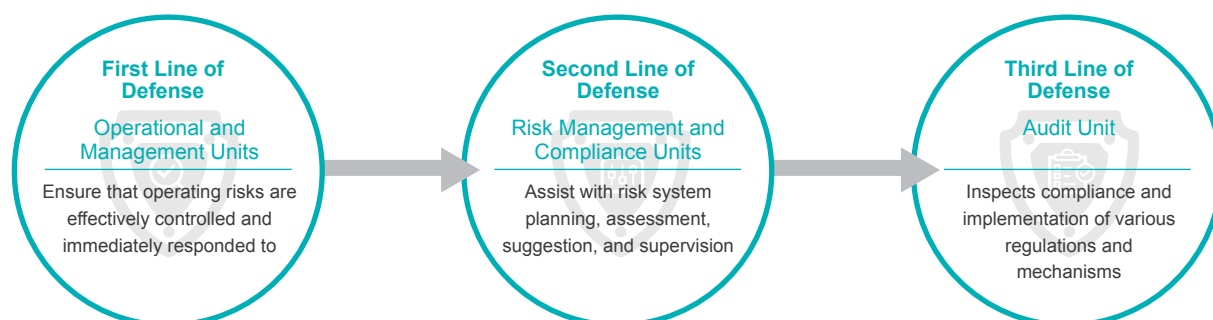 First Line of
Defense
Operational and
Management Units
Ensure that operating risks are
effectively controlled and
immediately responded to
Second Line of
Defense
Risk Management and
Compliance Units
Assist with risk system
planning, assessment,
suggestion, and supervision
Third Line of
Defense
Audit Unit
Inspects compliance and
implementation of various
regulations and
mechanisms